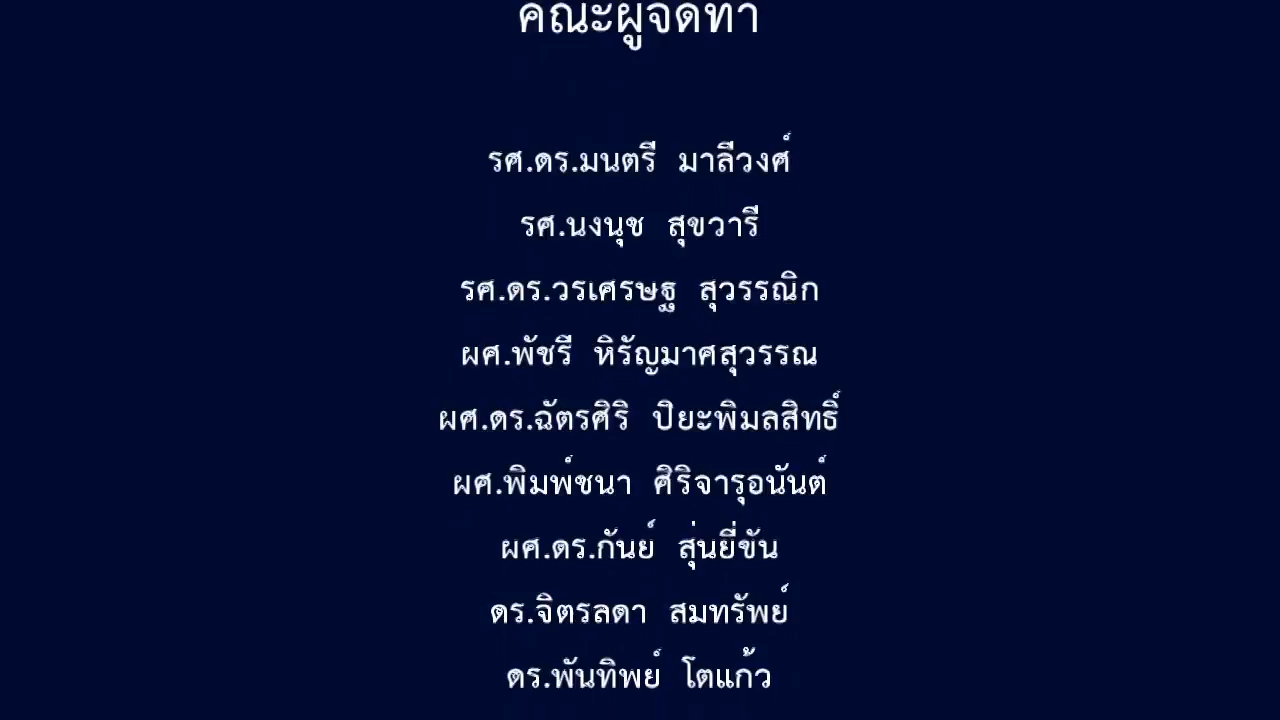 คณะผู้จัดทำ
รศ.ดร.มนตรี มาลีวงศ์
รศ.นงนุช สุขวารี
รศ.ดร.วรเศรษฐ สุวรรณิก
ผศ.พัชรี หิรัญมาศสุวรรณ
ผศ.ดร.ฉัตรศิริ ปิยะพิมลสิทธิ์
ผศ.พิมพ์ชนา ศิริจารุอนันต์
ผศ.ดร.กันย์ สุ่นยี่ขัน
ดร.จิตรลดา สมทรัพย์
ดร.พันทิพย์ โตแก้ว